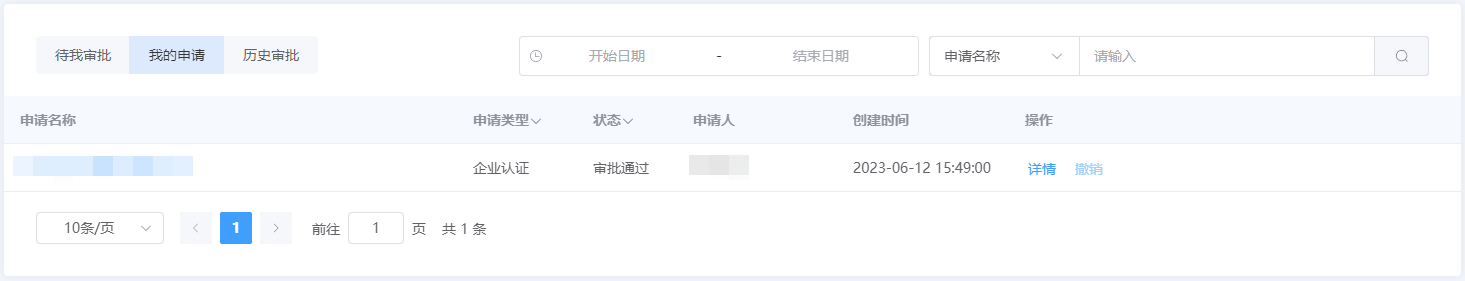 待我审批 我的申请 历史审批 开始日期 - 结束日期 申请名称 请输入
申请名称 申请类型 状态 申请人 创建时间 操作
企业认证 审批通过 2023-06-12 15:49:00 详情 撤销
10条/页 1 前往 1 页 共 1 条